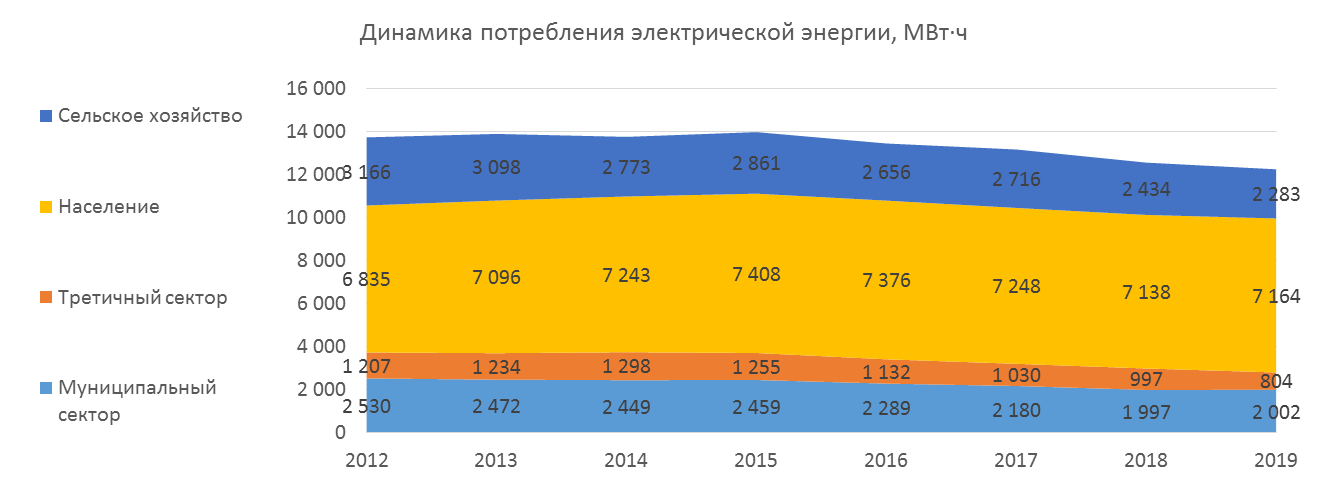 Динамика потребления электрической энергии, МВт·ч
Сельское хозяйство
Население
Третичный сектор
Муниципальный
сектор
16 000
14 000
12 000
10 000
8 000
6 000
4 000
2 000
0
3 166 3 098 2 773 2 861 2 656 2 716 2 434 2 283
6 835 7 096 7 243 7 408 7 376 7 248 7 138 7 164
1 207 1 234 1 298 1 255 1 132 1 030 997 804
2 530 2 472 2 449 2 459 2 289 2 180 1 997 2 002
2012 2013 2014 2015 2016 2017 2018 2019